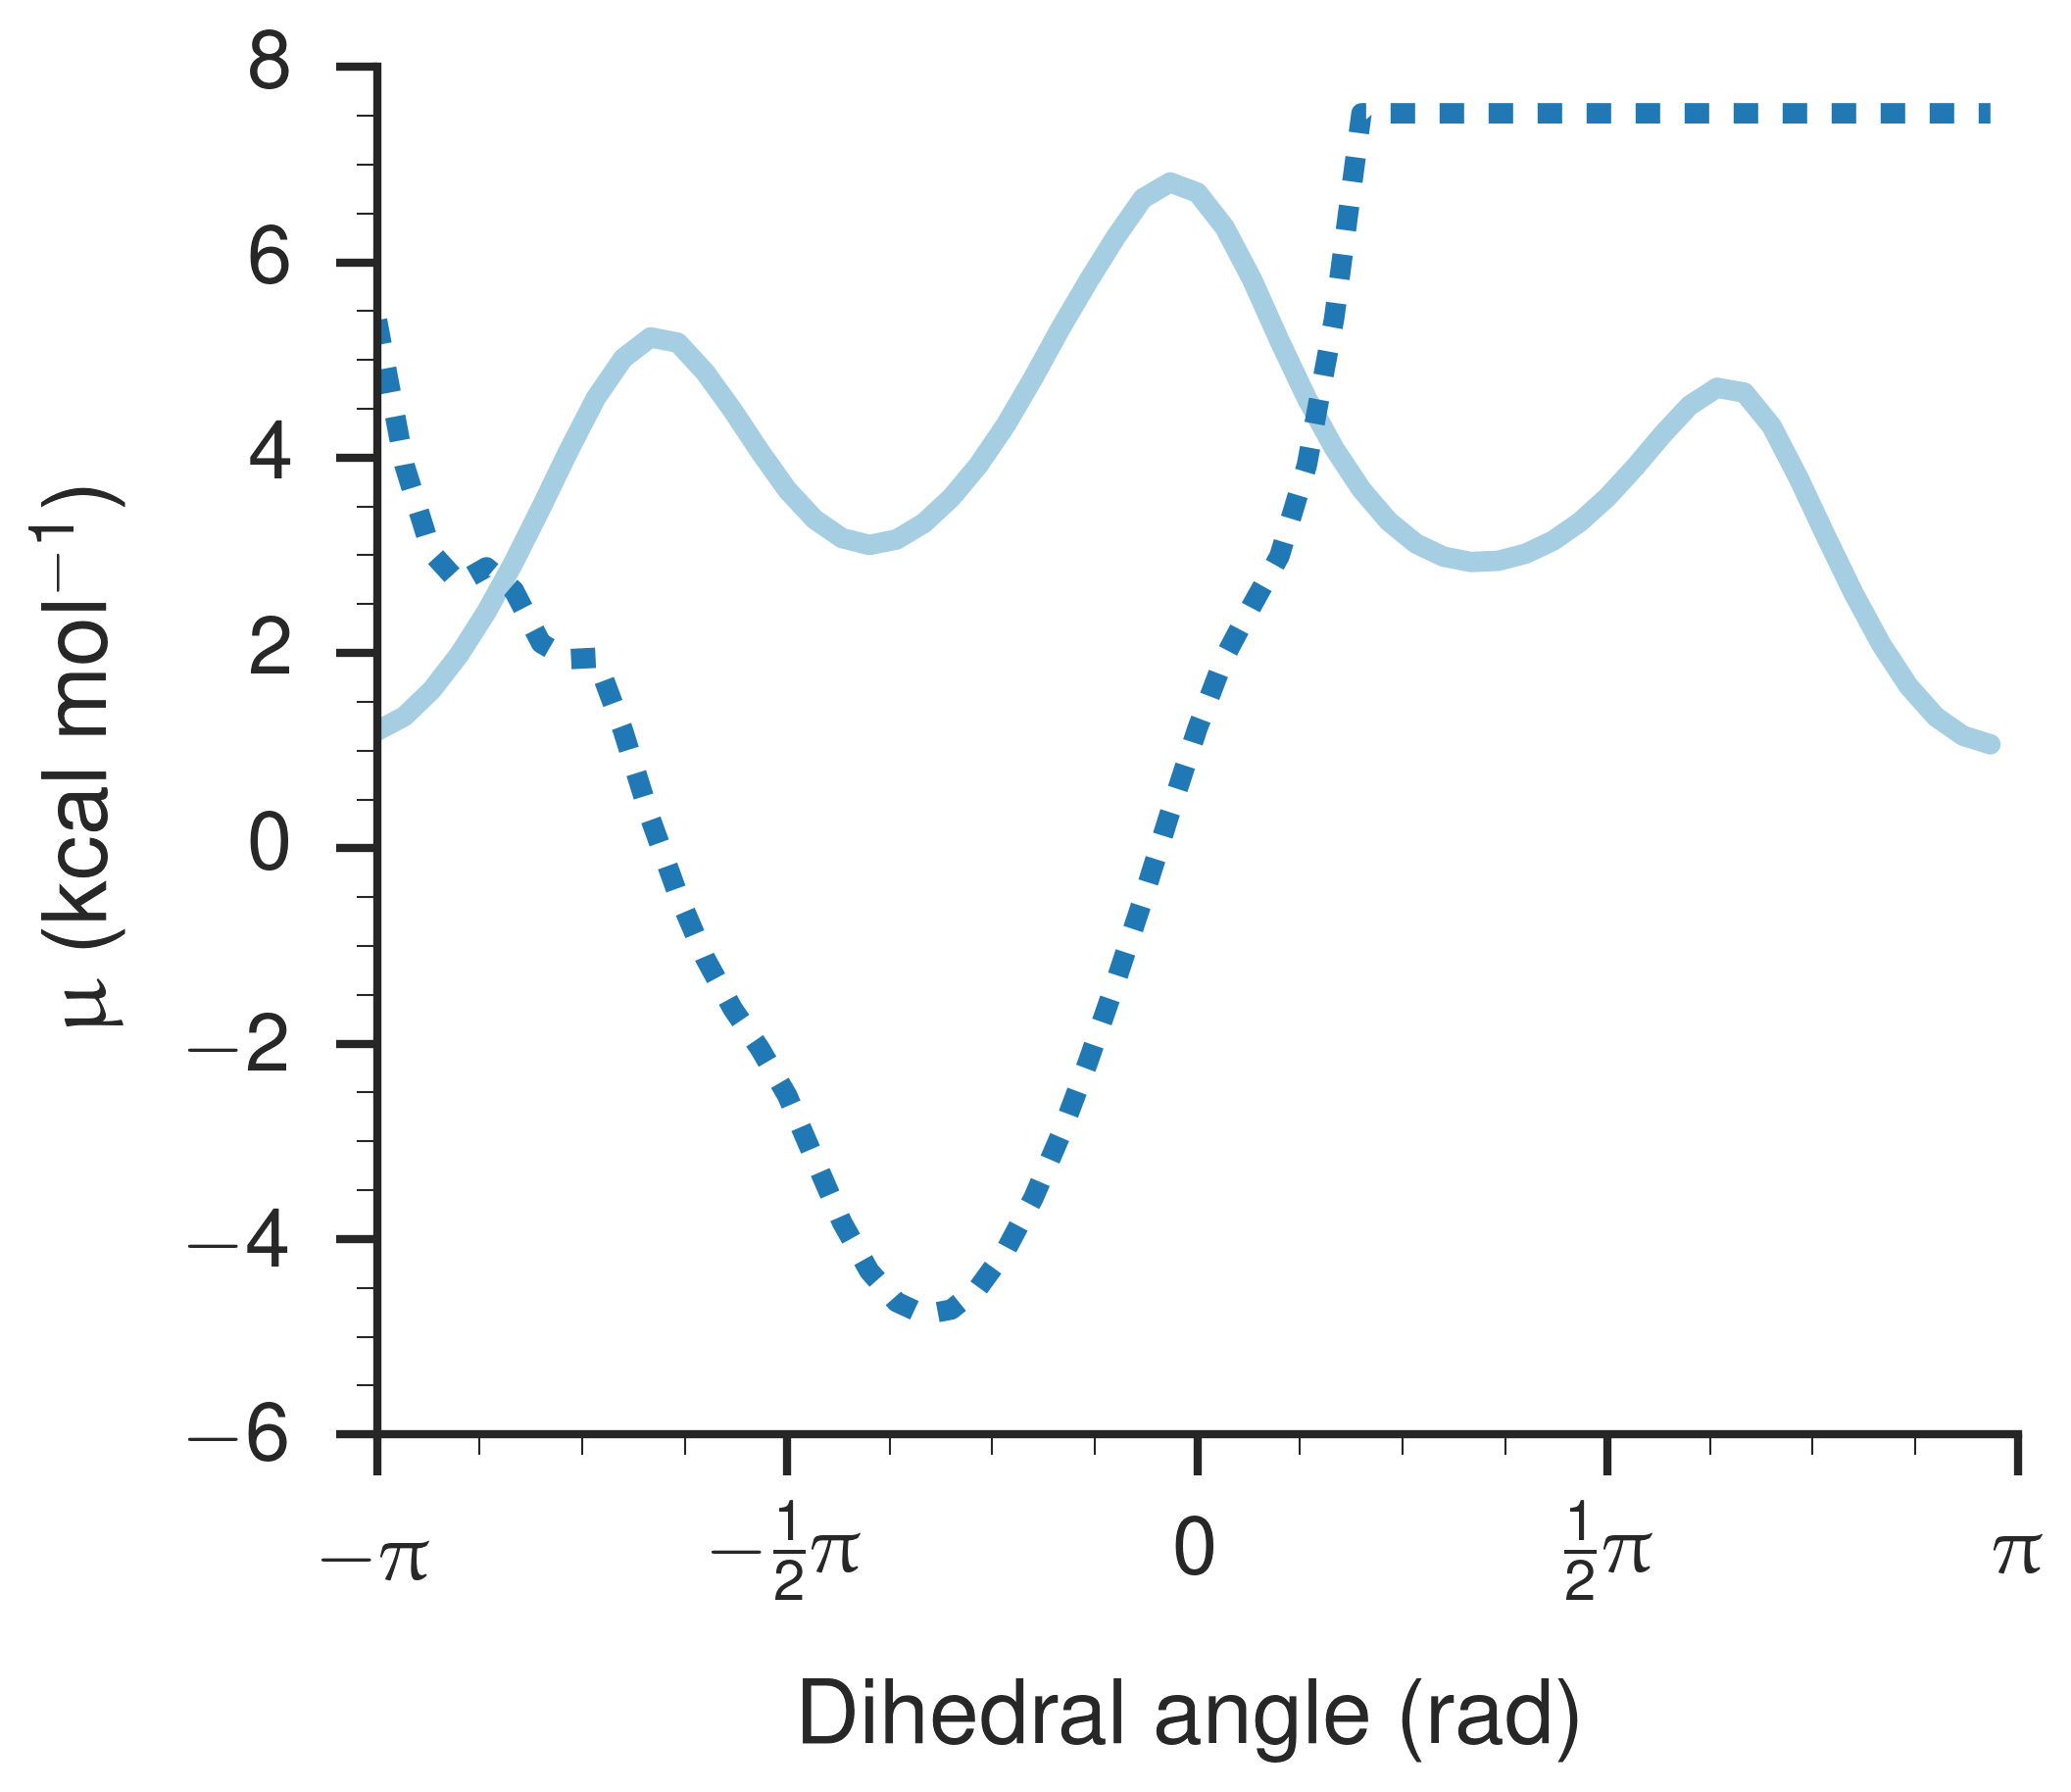 8
6
4
2
0
−2
−4
−6
μ (kcal mol⁻¹)
−π
−½π
0
½π
π
Dihedral angle (rad)